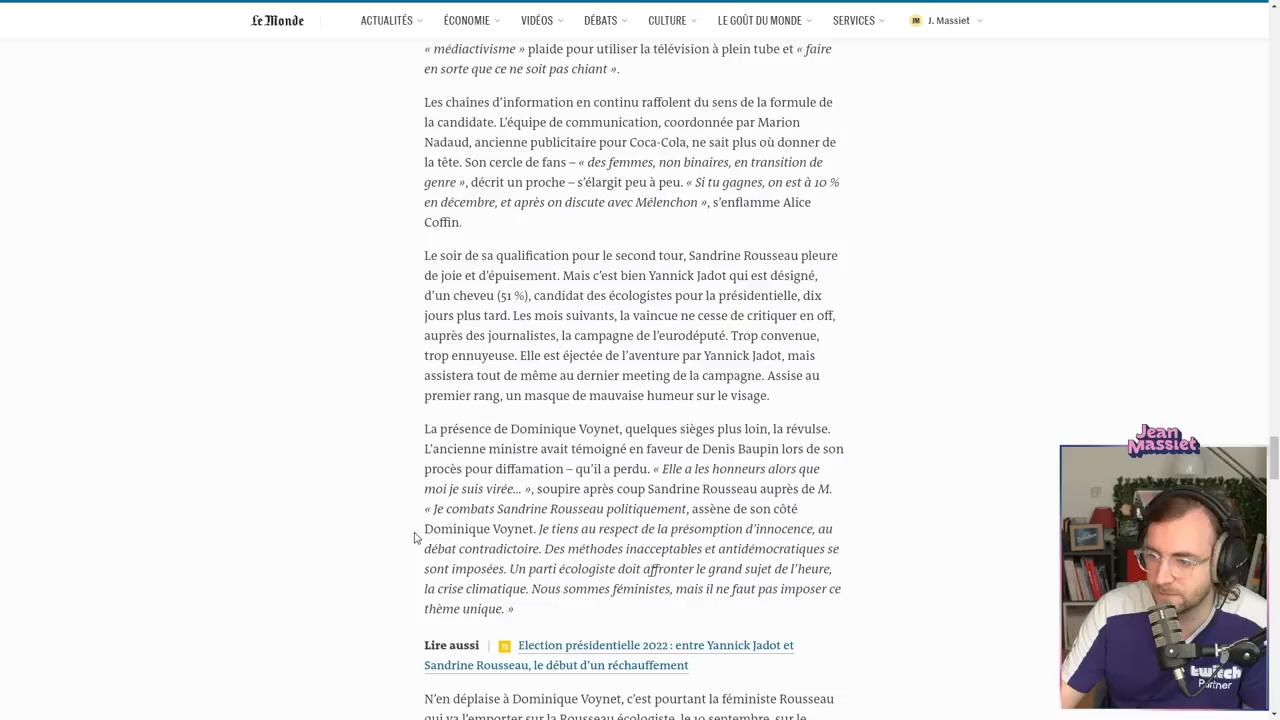 Le Monde
ACTUALITÉS
ÉCONOMIE
VIDÉOS
DÉBATS
CULTURE
LE GOÛT DU MONDE
SERVICES
JM
J. Massiet
« médiactivisme » plaide pour utiliser la télévision à plein tube et « faire
en sorte que ce ne soit pas chiant ».
Les chaînes d’information en continu raffolent du sens de la formule de
la candidate. L’équipe de communication, coordonnée par Marion
Nadaud, ancienne publicitaire pour Coca-Cola, ne sait plus où donner de
la tête. Son cercle de fans – « des femmes, non binaires, en transition de
genre », décrit un proche – s’élargit peu à peu. « Si tu gagnes, on est à 10 %
en décembre, et après on discute avec Mélenchon », s’enflamme Alice
Coffin.
Le soir de sa qualification pour le second tour, Sandrine Rousseau pleure
de joie et d’épuisement. Mais c’est bien Yannick Jadot qui est désigné,
d’un cheveu (51 %), candidat des écologistes pour la présidentielle, dix
jours plus tard. Les mois suivants, la vaincue ne cesse de critiquer en off,
auprès des journalistes, la campagne de l’eurodéputé. Trop convenue,
trop ennuyeuse. Elle est éjectée de l’aventure par Yannick Jadot, mais
assistera tout de même au dernier meeting de la campagne. Assise au
premier rang, un masque de mauvaise humeur sur le visage.
La présence de Dominique Voynet, quelques sièges plus loin, la révulse.
L’ancienne ministre avait témoigné en faveur de Denis Baupin lors de son
procès pour diffamation – qu’il a perdu. « Elle a les honneurs alors que
moi je suis virée… », soupire après coup Sandrine Rousseau auprès de M.
« Je combats Sandrine Rousseau politiquement, assène de son côté
Dominique Voynet. Je tiens au respect de la présomption d’innocence, au
débat contradictoire. Des méthodes inacceptables et antidémocratiques se
sont imposées. Un parti écologiste doit affronter le grand sujet de l’heure,
la crise climatique. Nous sommes féministes, mais il ne faut pas imposer ce
thème unique. »
Lire aussi | Election présidentielle 2022 : entre Yannick Jadot et
Sandrine Rousseau, le début d’un réchauffement
N’en déplaise à Dominique Voynet, c’est pourtant la féministe Rousseau
qui va l’emporter sur la Rousseau écologiste, le 19 septembre, sur le
Jean
Massiet
twitch
Partner